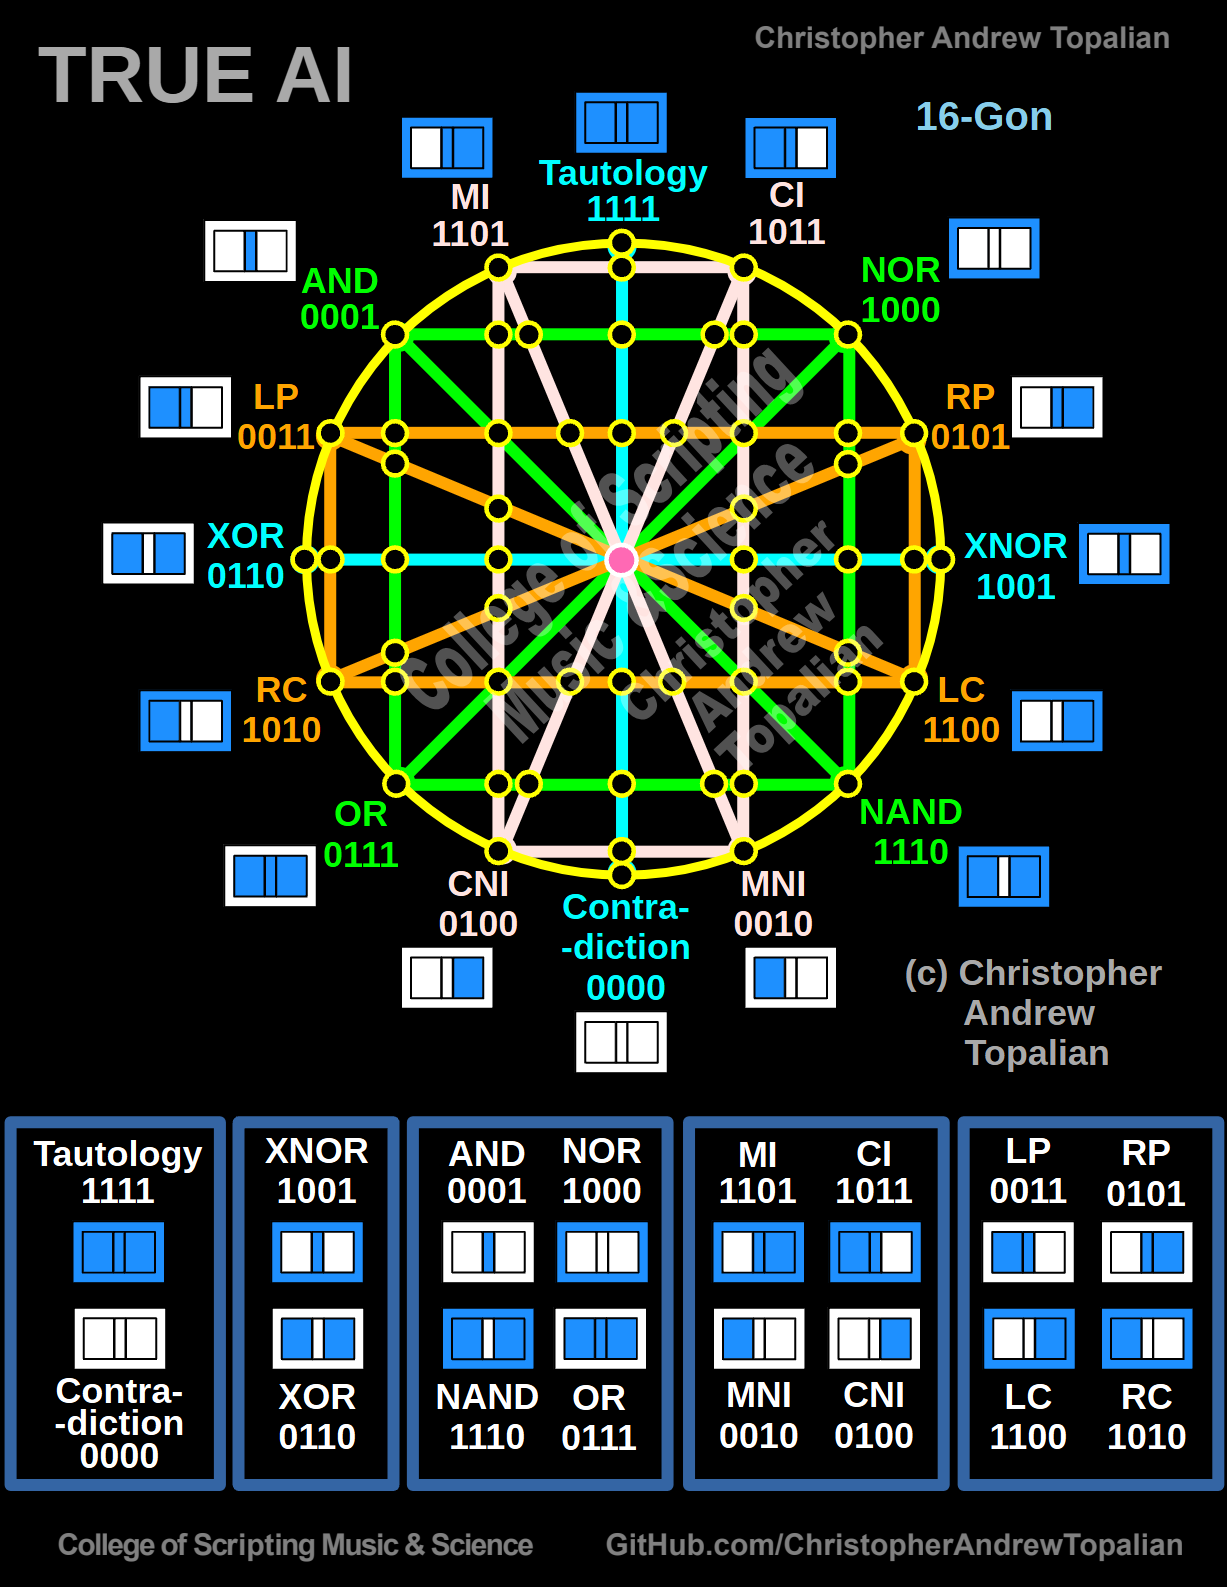 Christopher Andrew Topalian
TRUE AI
16-Gon
Tautology
1111
MI
1101
CI
1011
AND
0001
NOR
1000
LP
0011
RP
0101
XOR
0110
XNOR
1001
RC
1010
LC
1100
OR
0111
NAND
1110
CNI
0100
MNI
0010
Contra-
-diction
0000
College of Scripting
Music & Science
Christopher
Andrew
Topalian
(c) Christopher
Andrew
Topalian
Tautology
1111
Contra-
-diction
0000
XNOR
1001
XOR
0110
AND NOR
0001 1000
NAND OR
1110 0111
MI CI
1101 1011
MNI CNI
0010 0100
LP RP
0011 0101
LC RC
1100 1010
College of Scripting Music & Science
GitHub.com/ChristopherAndrewTopalian